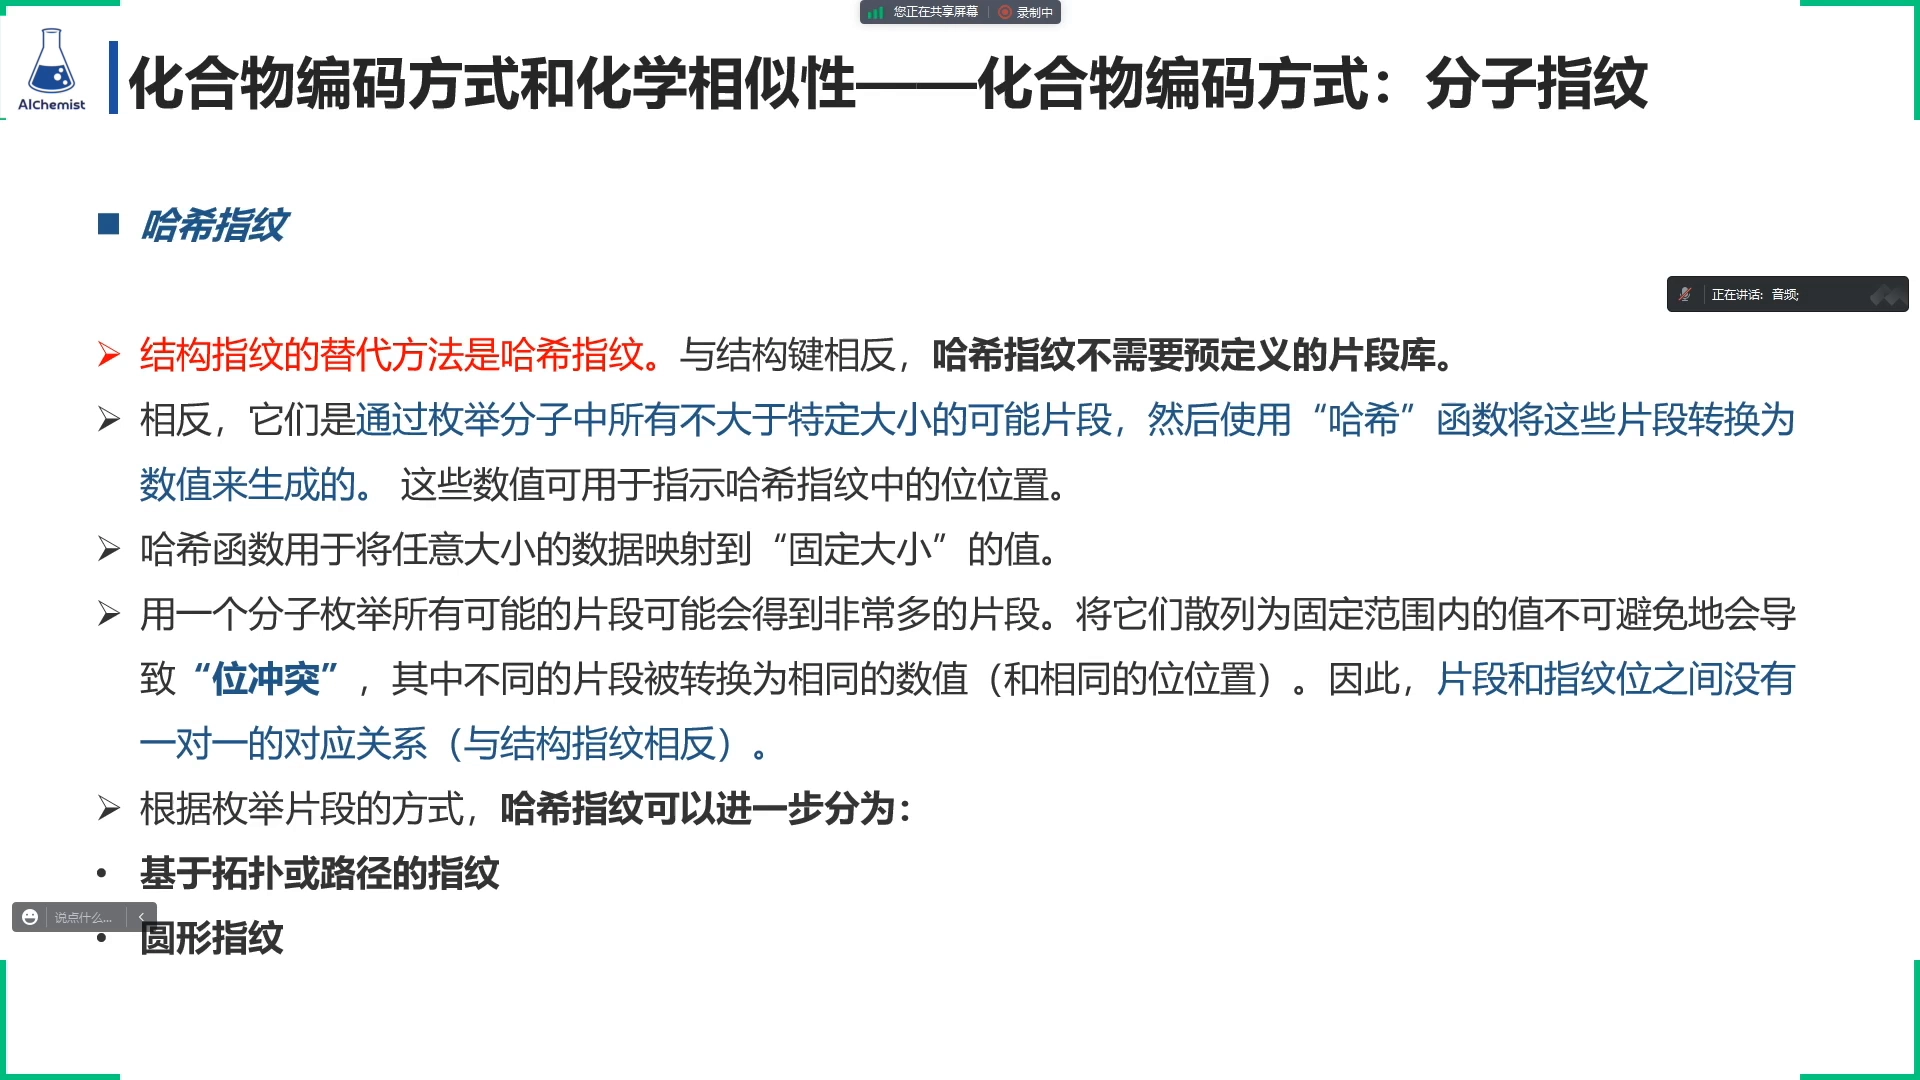 您正在共享屏幕 录制中
AIChemist
化合物编码方式和化学相似性——化合物编码方式：分子指纹
哈希指纹
正在讲话: 音频;
结构指纹的替代方法是哈希指纹。与结构键相反，哈希指纹不需要预定义的片段库。
相反，它们是通过枚举分子中所有不大于特定大小的可能片段，然后使用“哈希”函数将这些片段转换为
数值来生成的。 这些数值可用于指示哈希指纹中的位位置。
哈希函数用于将任意大小的数据映射到“固定大小”的值。
用一个分子枚举所有可能的片段可能会得到非常多的片段。将它们散列为固定范围内的值不可避免地会导
致“位冲突”，其中不同的片段被转换为相同的数值（和相同的位位置）。因此，片段和指纹位之间没有
一对一的对应关系（与结构指纹相反）。
根据枚举片段的方式，哈希指纹可以进一步分为：
• 基于拓扑或路径的指纹
说点什么...
• 圆形指纹